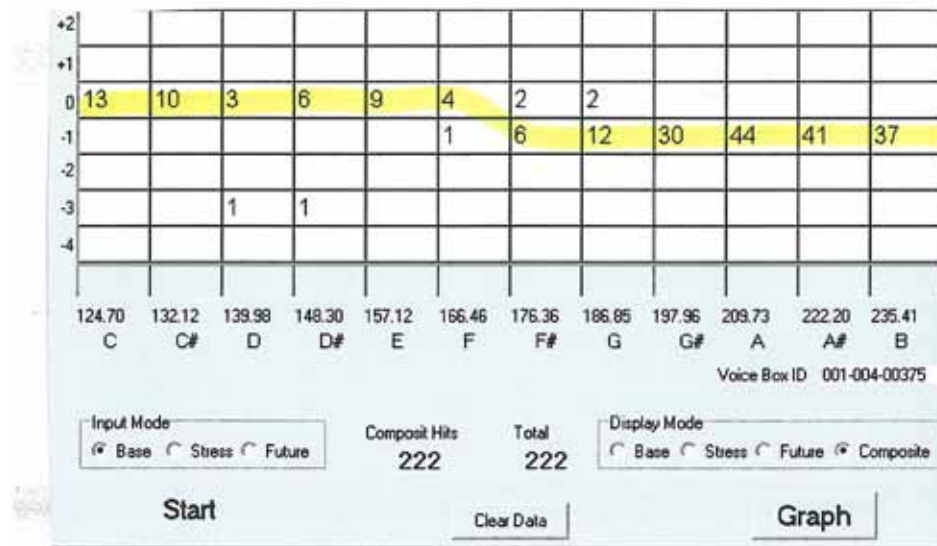 +2
+1
0 13 10 3 6 9 4 2 2
-1 1 6 12 30 44 41 37
-2
-3 1 1
-4
124.70 132.12 139.98 148.30 157.12 166.46 176.36 186.85 197.96 209.73 222.20 235.41
C C# D D# E F F# G G# A A# B
Voice Box ID 001-004-00375
Input Mode
Base Stress Future
Composit Hits Total
222 222
Display Mode
Base Stress Future Composite
Start
Clear Data
Graph